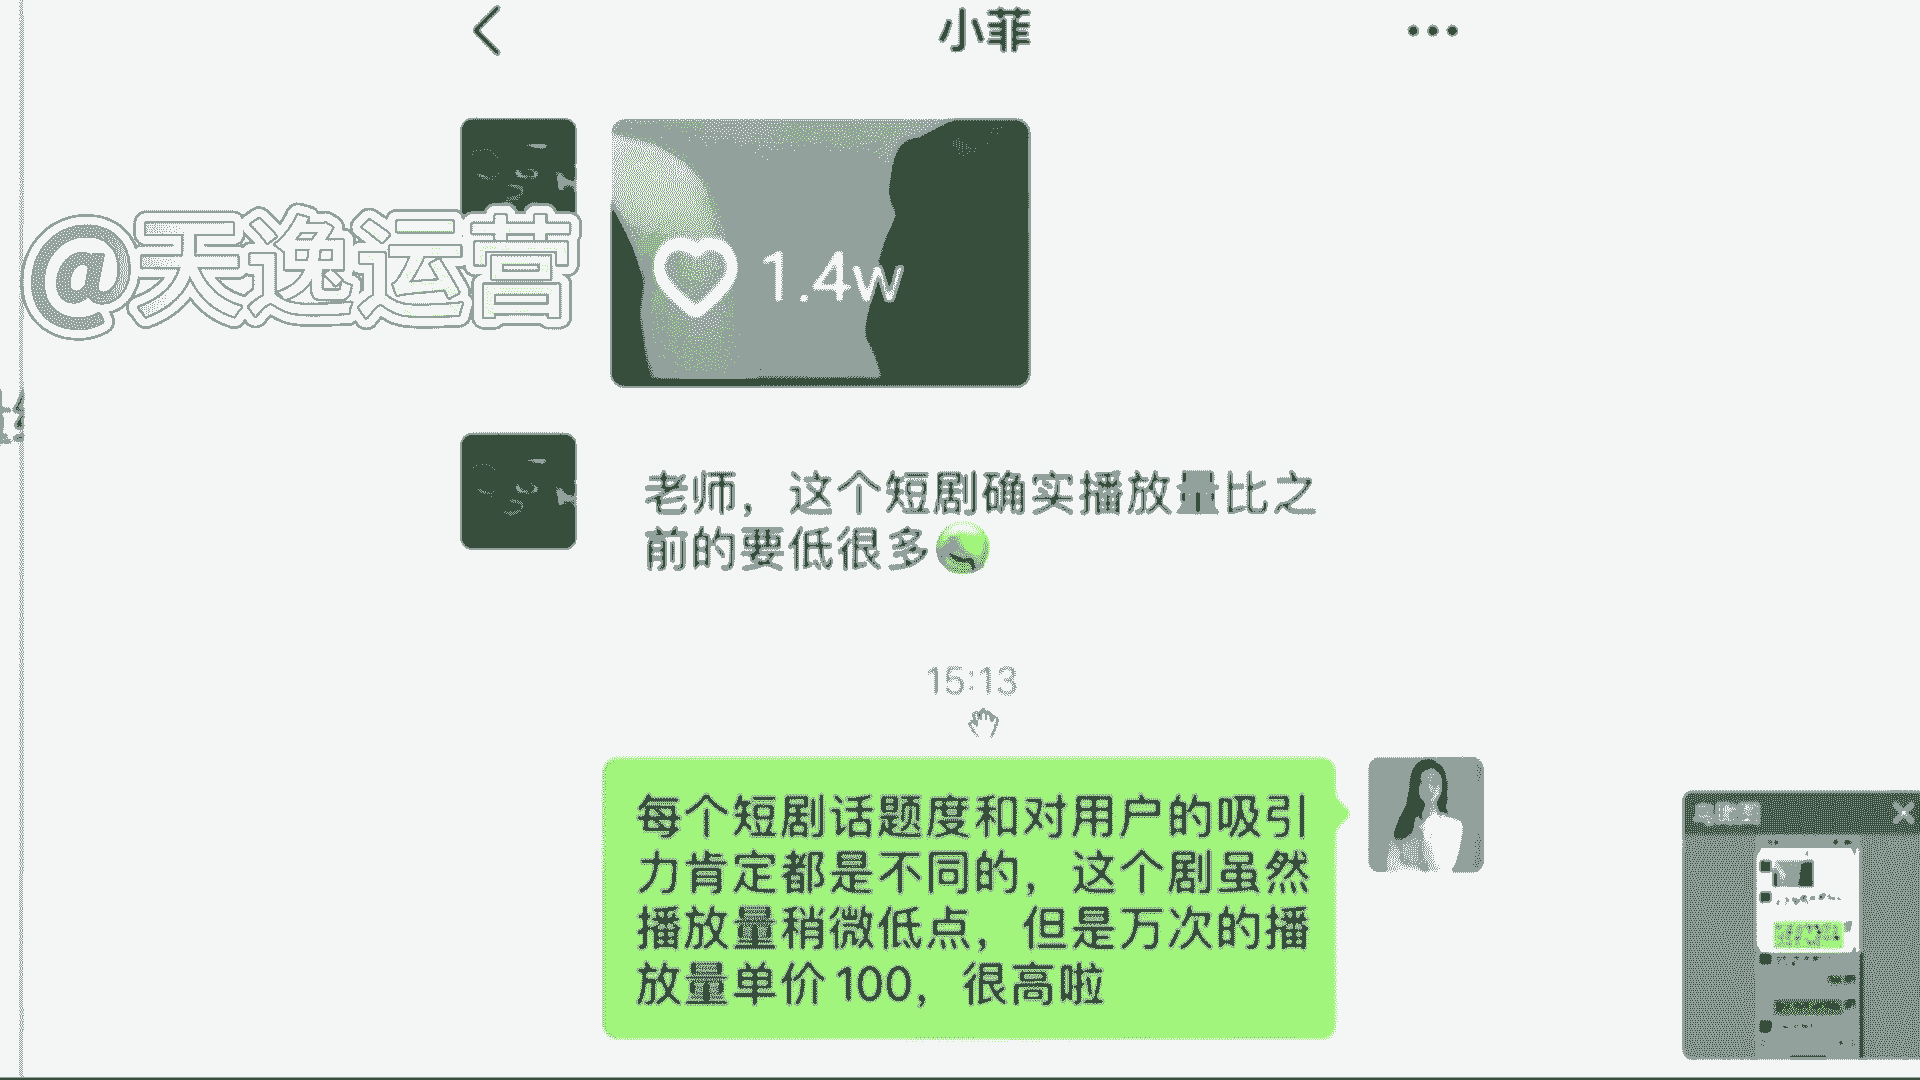 小菲
1.4w
@天逸运营
老师，这个短剧确实播放量比之
前的要低很多
15:13
每个短剧话题度和对用户的吸引
力肯定都是不同的，这个剧虽然
播放量稍微低点，但是万次的播
放量单价100，很高啦